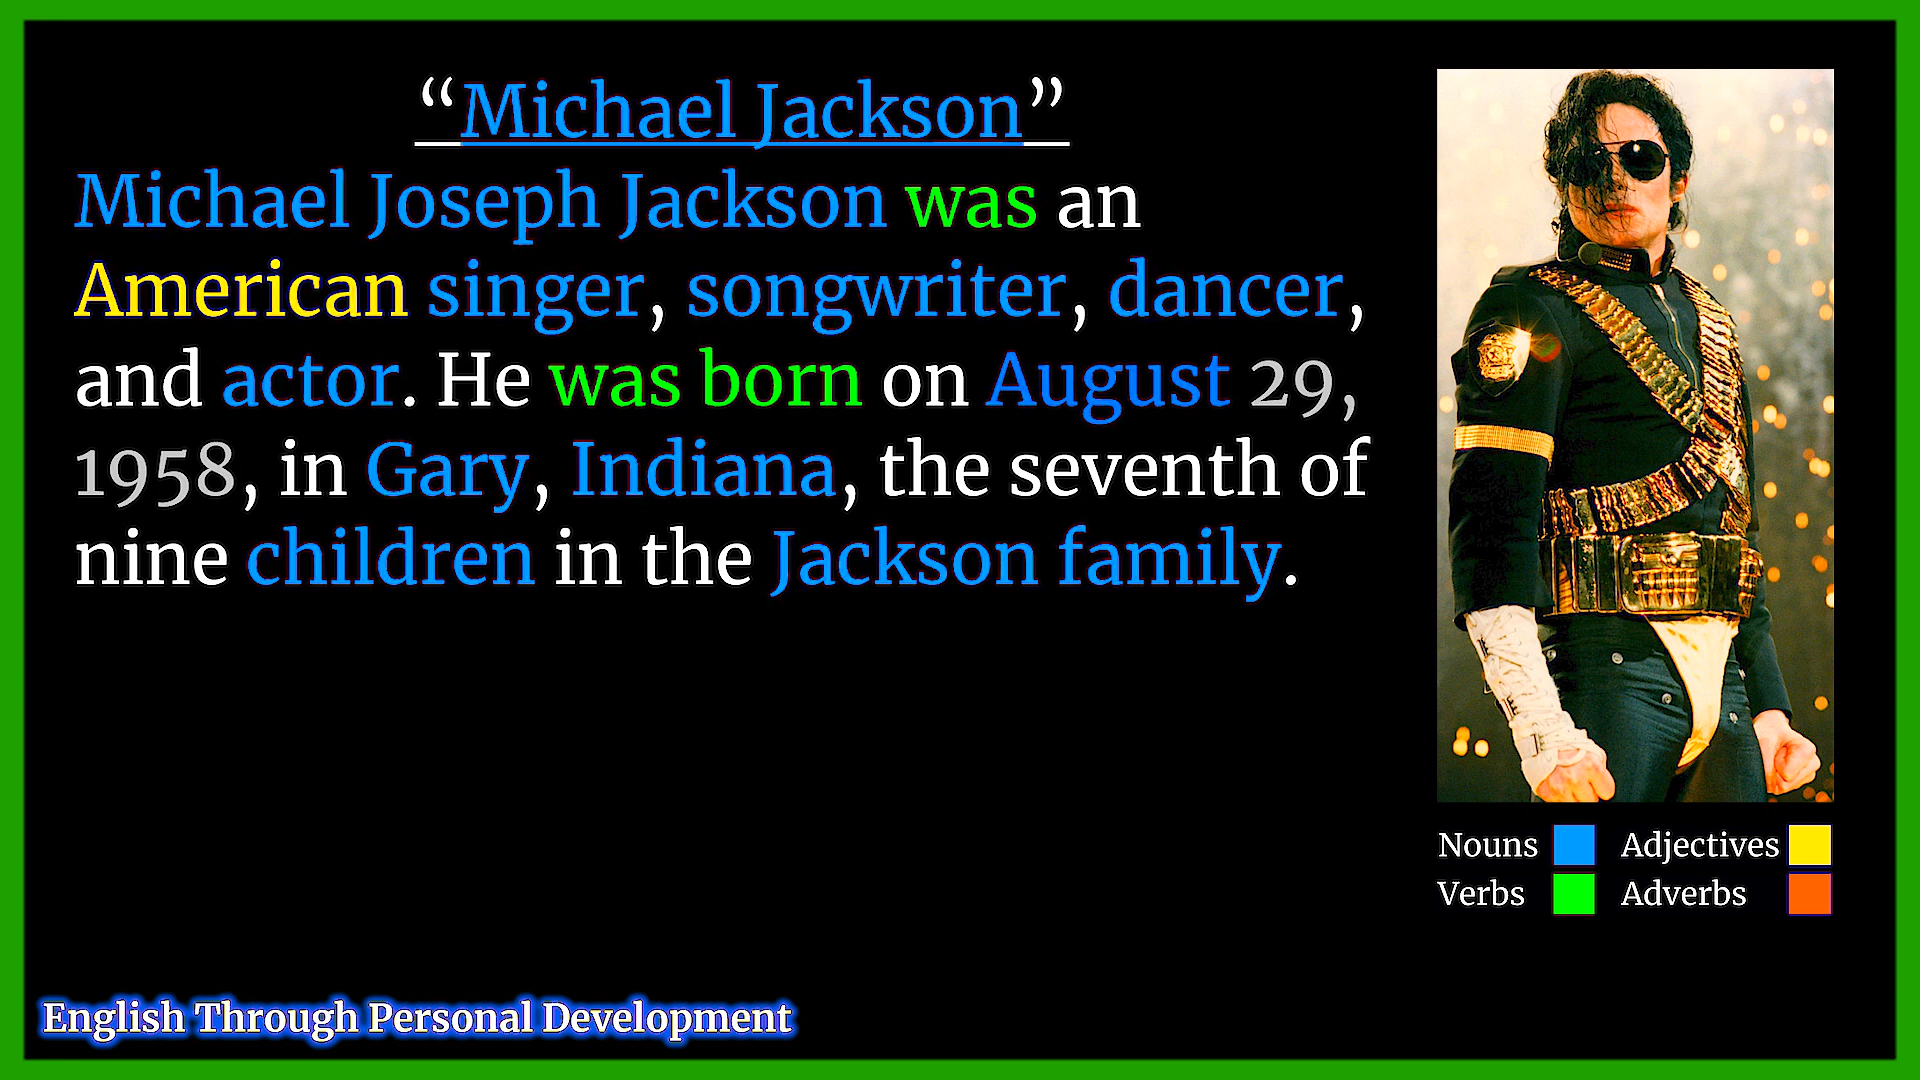 “Michael Jackson”
Michael Joseph Jackson was an
American singer, songwriter, dancer,
and actor. He was born on August 29,
1958, in Gary, Indiana, the seventh of
nine children in the Jackson family.
Nouns Adjectives
Verbs Adverbs
English Through Personal Development